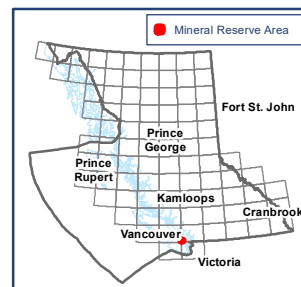 Mineral Reserve Area
Fort St. John
Prince
George
Prince
Rupert
Kamloops
Cranbrook
Vancouver
Victoria